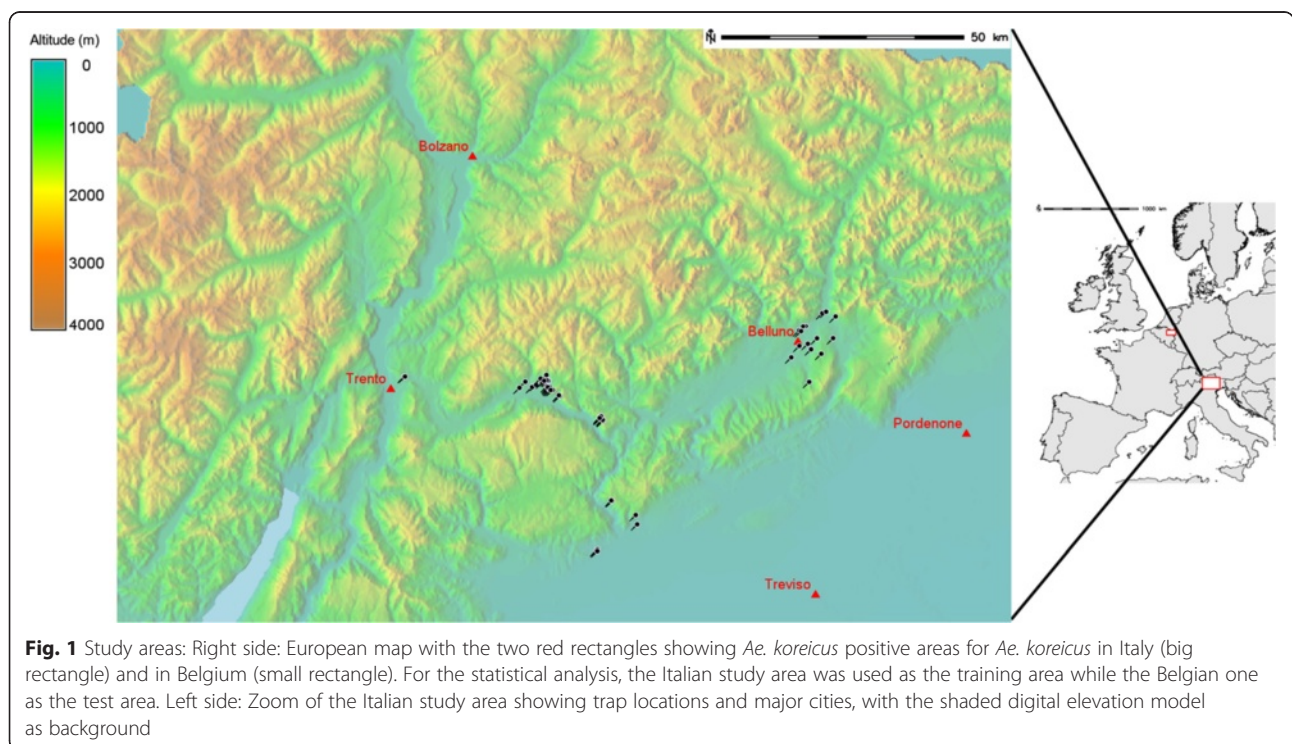 Altitude (m)
0
1000
2000
3000
4000
N
50 km
Bolzano
Trento
Belluno
Pordenone
Treviso
1000 km
Fig. 1 Study areas: Right side: European map with the two red rectangles showing Ae. koreicus positive areas for Ae. koreicus in Italy (big
rectangle) and in Belgium (small rectangle). For the statistical analysis, the Italian study area was used as the training area while the Belgian one
as the test area. Left side: Zoom of the Italian study area showing trap locations and major cities, with the shaded digital elevation model
as background